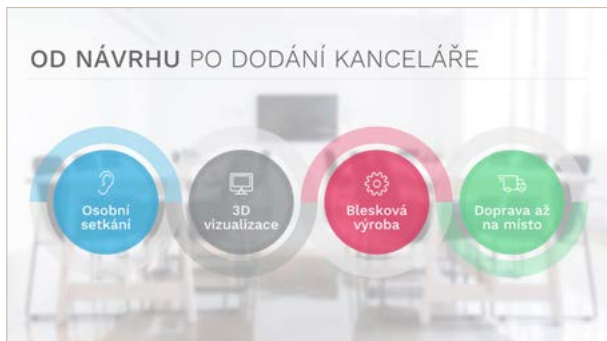 OD NÁVRHU PO DODÁNÍ KANCELÁŘE
Osobní
setkání
3D
vizualizace
Blesková
výroba
Doprava až
na místo